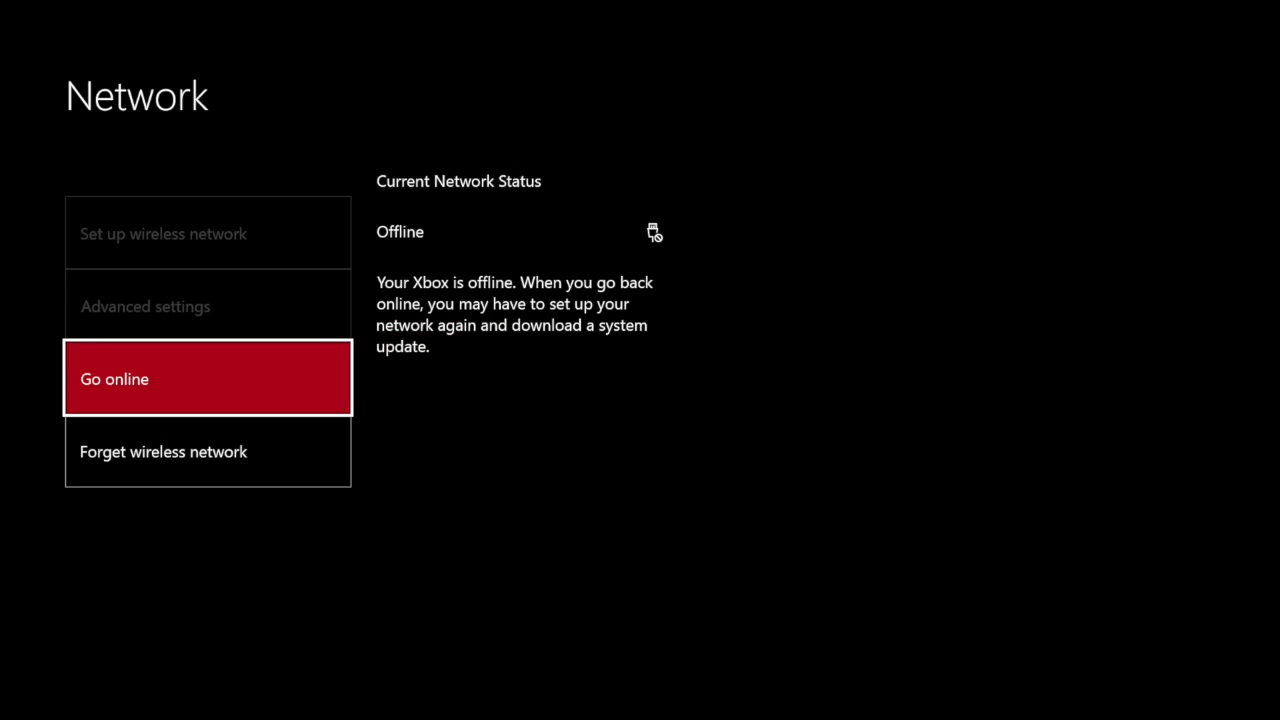 Network
Current Network Status
Set up wireless network
Offline
Advanced settings
Your Xbox is offline. When you go back
online, you may have to set up your
network again and download a system
update.
Go online
Forget wireless network